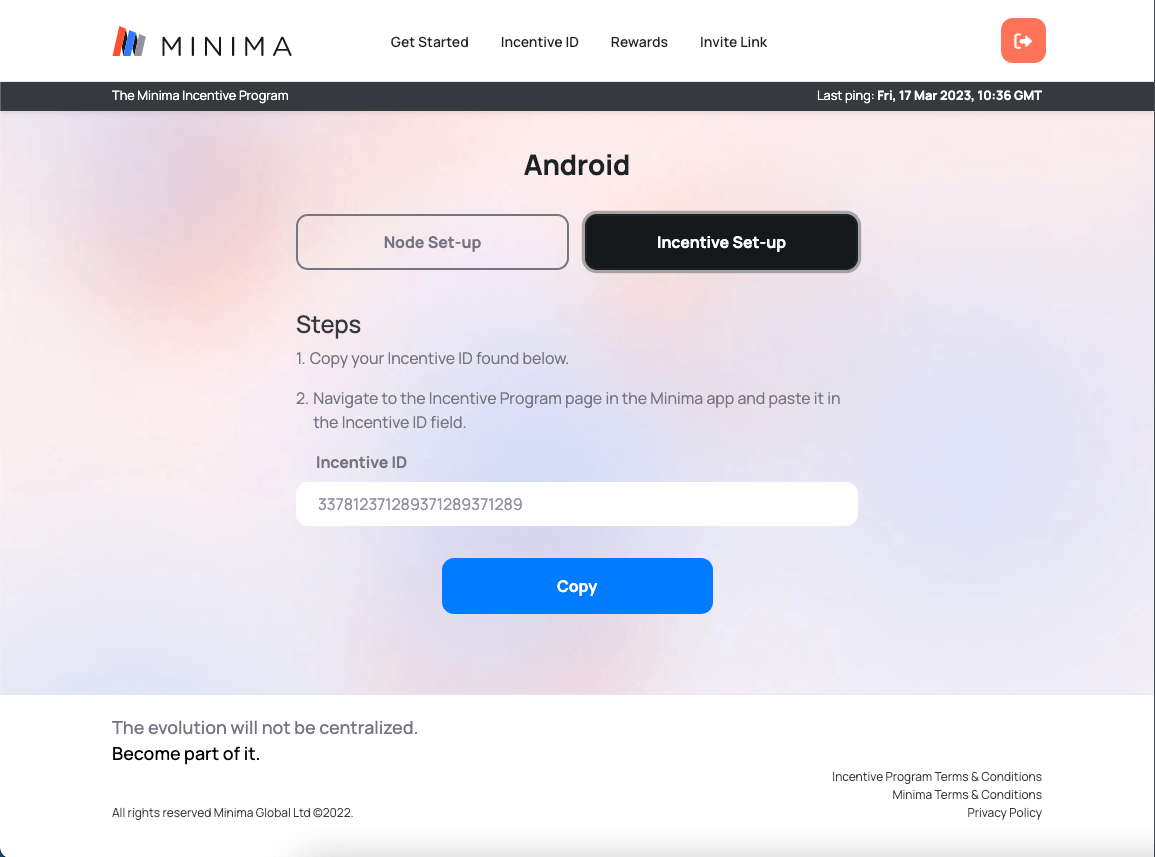 MINIMA
Get Started
Incentive ID
Rewards
Invite Link
The Minima Incentive Program
Last ping: Fri, 17 Mar 2023, 10:36 GMT
Android
Node Set-up
Incentive Set-up
Steps
1. Copy your Incentive ID found below.
2. Navigate to the Incentive Program page in the Minima app and paste it in
the Incentive ID field.
Incentive ID
337812371289371289371289
Copy
The evolution will not be centralized.
Become part of it.
Incentive Program Terms & Conditions
Minima Terms & Conditions
All rights reserved Minima Global Ltd ©2022.
Privacy Policy